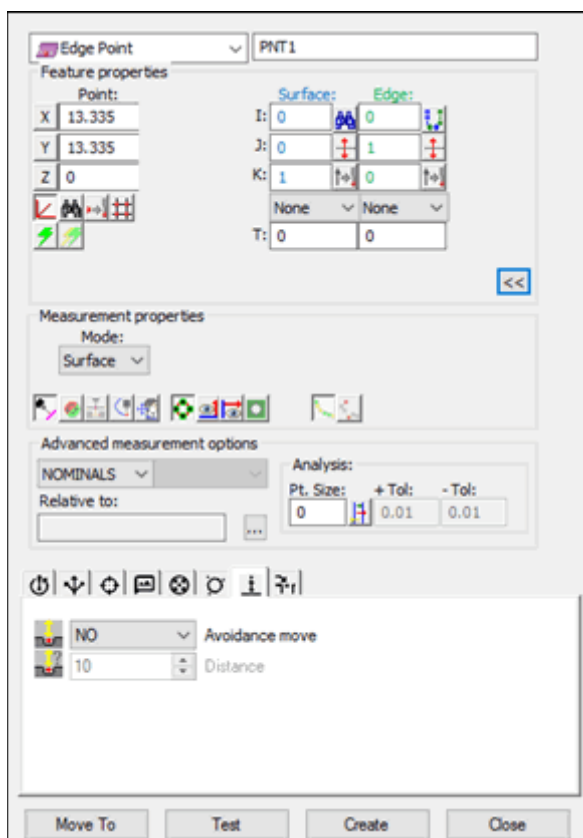 Edge Point PNT1
Feature properties
Point: Surface: Edge:
X 13.335 I: 0 0
Y 13.335 J: 0 1
Z 0 K: 1 0
None None
T: 0 0
<<
Measurement properties
Mode:
Surface
Advanced measurement options
NOMINALS Analysis:
Pt. Size: + Tol: - Tol:
Relative to: 0 0.01 0.01
...
NO Avoidance move
10 Distance
Move To Test Create Close